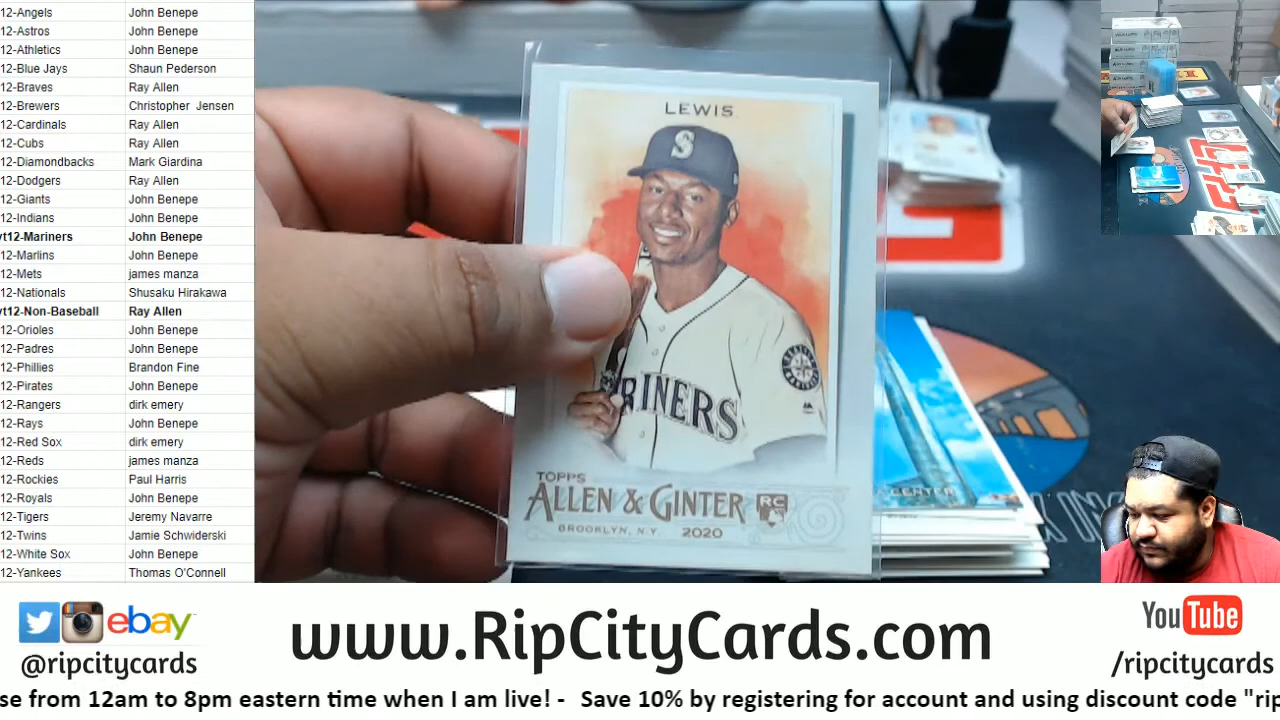 12-Angels John Benepe
12-Astros John Benepe
12-Athletics John Benepe
12-Blue Jays Shaun Pederson
12-Braves Ray Allen
12-Brewers Christopher Jensen
12-Cardinals Ray Allen
12-Cubs Ray Allen
12-Diamondbacks Mark Giardina
12-Dodgers Ray Allen
12-Giants John Benepe
12-Indians John Benepe
yt12-Mariners John Benepe
12-Marlins John Benepe
12-Mets james manza
12-Nationals Shusaku Hirakawa
yt12-Non-Baseball Ray Allen
12-Orioles John Benepe
12-Padres John Benepe
12-Phillies Brandon Fine
12-Pirates John Benepe
12-Rangers dirk emery
12-Rays John Benepe
12-Red Sox dirk emery
12-Reds james manza
12-Rockies Paul Harris
12-Royals John Benepe
12-Tigers Jeremy Navarre
12-Twins Jamie Schwiderski
12-White Sox John Benepe
12-Yankees Thomas O'Connell
LEWIS
S
RINERS
TOPPS
ALLEN & GINTER RC
BROOKLYN, N.Y. 2020
CENTER
ebay
@ripcitycards
www.RipCityCards.com
YouTube
/ripcitycards
se from 12am to 8pm eastern time when I am live! - Save 10% by registering for account and using discount code "rip